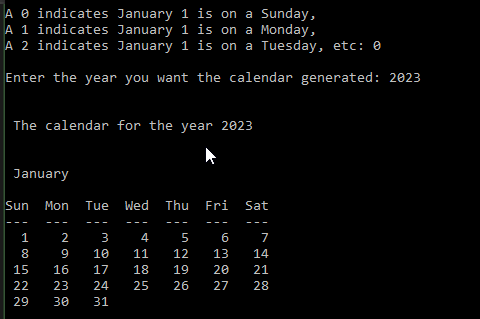 A 0 indicates January 1 is on a Sunday,
A 1 indicates January 1 is on a Monday,
A 2 indicates January 1 is on a Tuesday, etc: 0
Enter the year you want the calendar generated: 2023
The calendar for the year 2023
January
Sun Mon Tue Wed Thu Fri Sat
--- --- --- --- --- --- ---
1 2 3 4 5 6 7
8 9 10 11 12 13 14
15 16 17 18 19 20 21
22 23 24 25 26 27 28
29 30 31